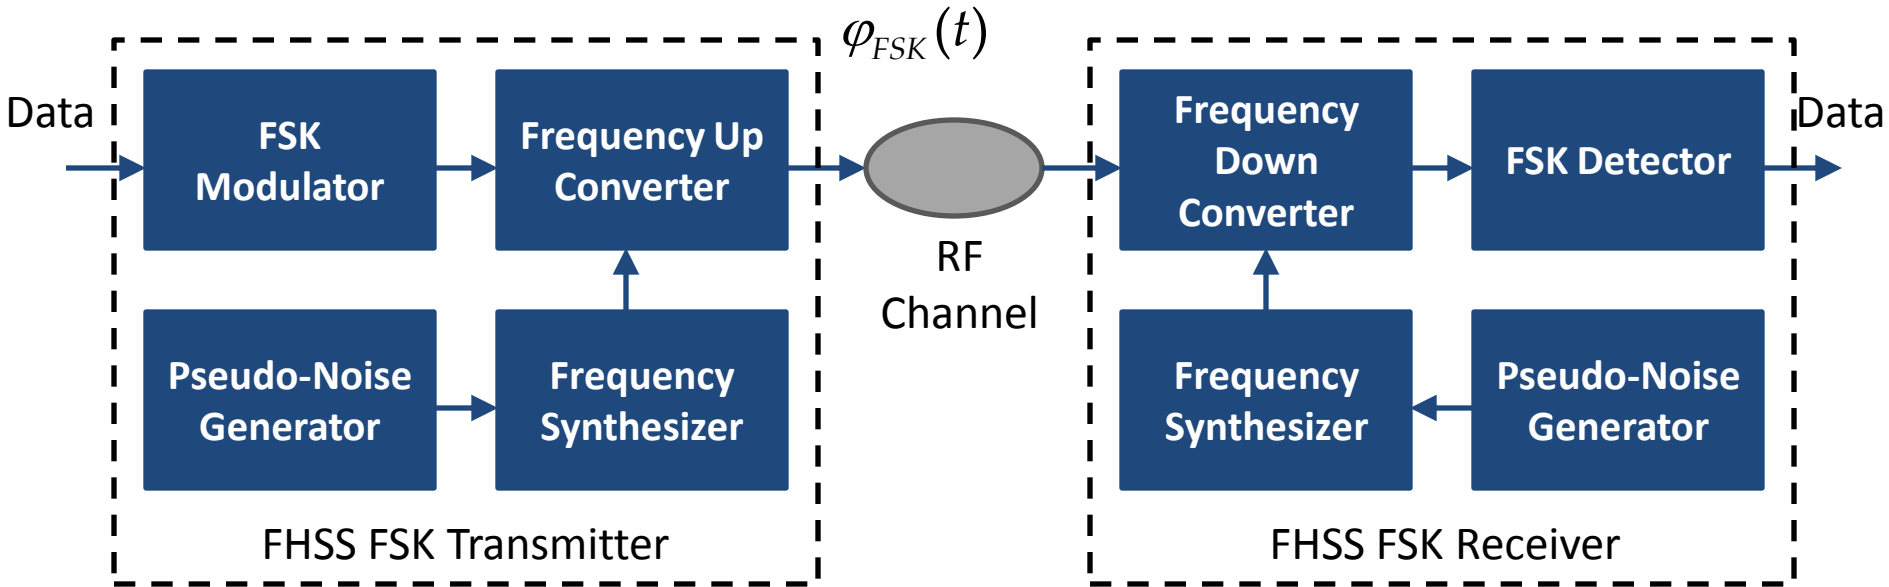 φFSK(t)
Data
FSK
Modulator
Frequency Up
Converter
Pseudo-Noise
Generator
Frequency
Synthesizer
FHSS FSK Transmitter
RF
Channel
Frequency
Down
Converter
FSK Detector
Data
Frequency
Synthesizer
Pseudo-Noise
Generator
FHSS FSK Receiver